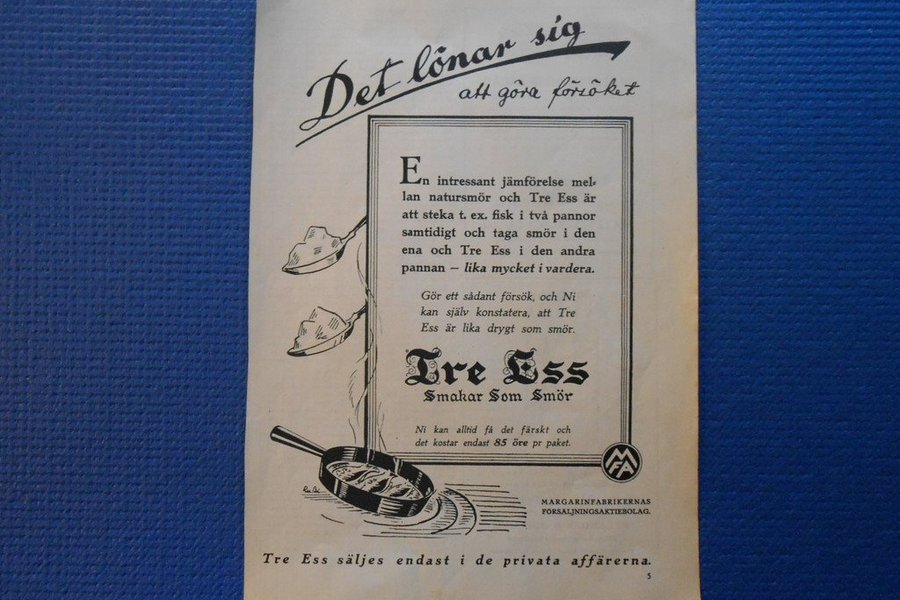 Det lönar sig
att göra försöket
En intressant jämförelse mel-
lan natursmör och Tre Ess är
att steka t. ex. fisk i två pannor
samtidigt och taga smör i den
ena och Tre Ess i den andra
pannan — lika mycket i vardera.
Gör ett sådant försök, och Ni
kan själv konstatera, att Tre
Ess är lika drygt som smör.
Tre Ess
Smakar Som Smör
Ni kan alltid få det färskt och
det kostar endast 85 öre pr paket.
MFA
MARGARINFABRIKERNAS
FÖRSÄLJNINGSAKTIEBOLAG.
Tre Ess säljes endast i de privata affärerna.
5